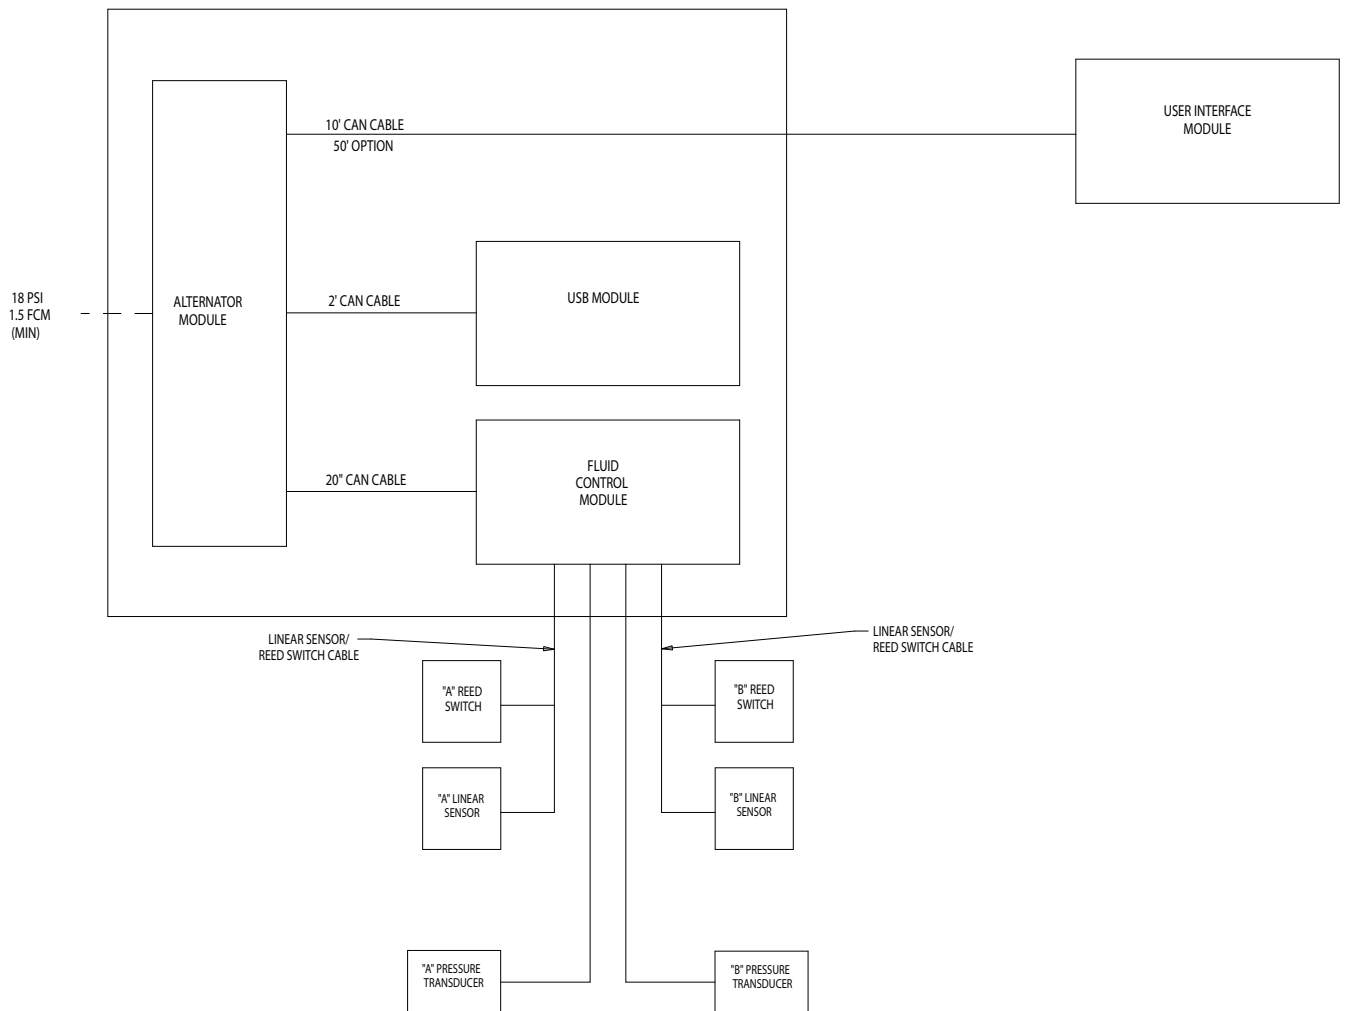 10' CAN CABLE
50' OPTION
USER INTERFACE
MODULE
18 PSI
1.5 FCM
(MIN)
ALTERNATOR
MODULE
2' CAN CABLE
USB MODULE
20" CAN CABLE
FLUID
CONTROL
MODULE
LINEAR SENSOR/
REED SWITCH CABLE
LINEAR SENSOR/
REED SWITCH CABLE
"A" REED
SWITCH
"B" REED
SWITCH
"A" LINEAR
SENSOR
"B" LINEAR
SENSOR
"A" PRESSURE
TRANSDUCER
"B" PRESSURE
TRANSDUCER